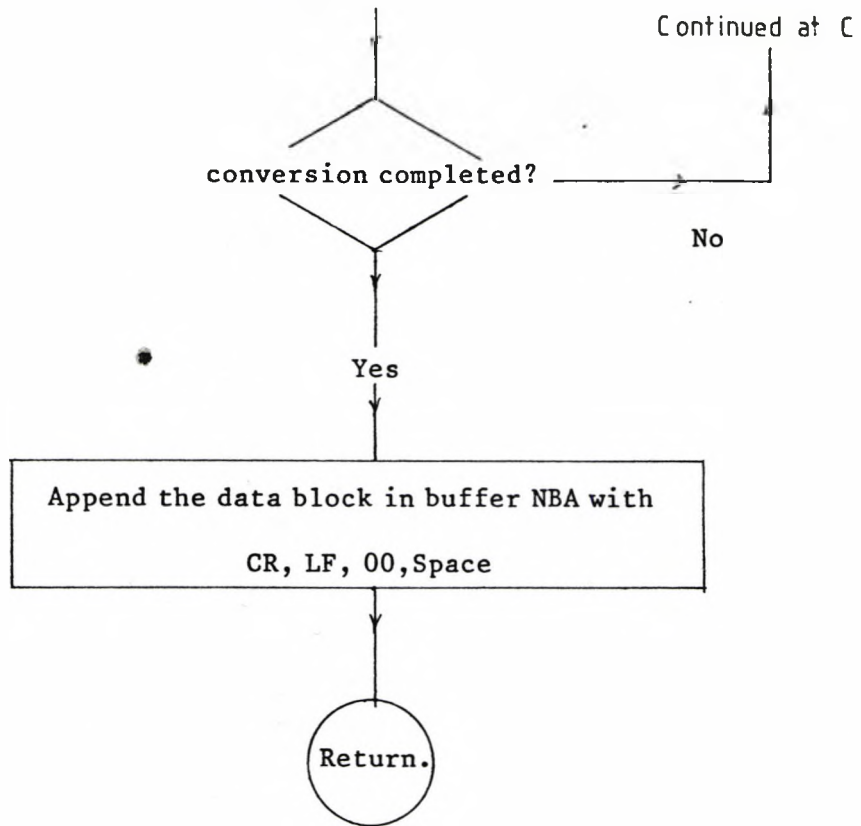 Continued at C
conversion completed?
No
Yes
Append the data block in buffer NBA with
CR, LF, 00,Space
Return.